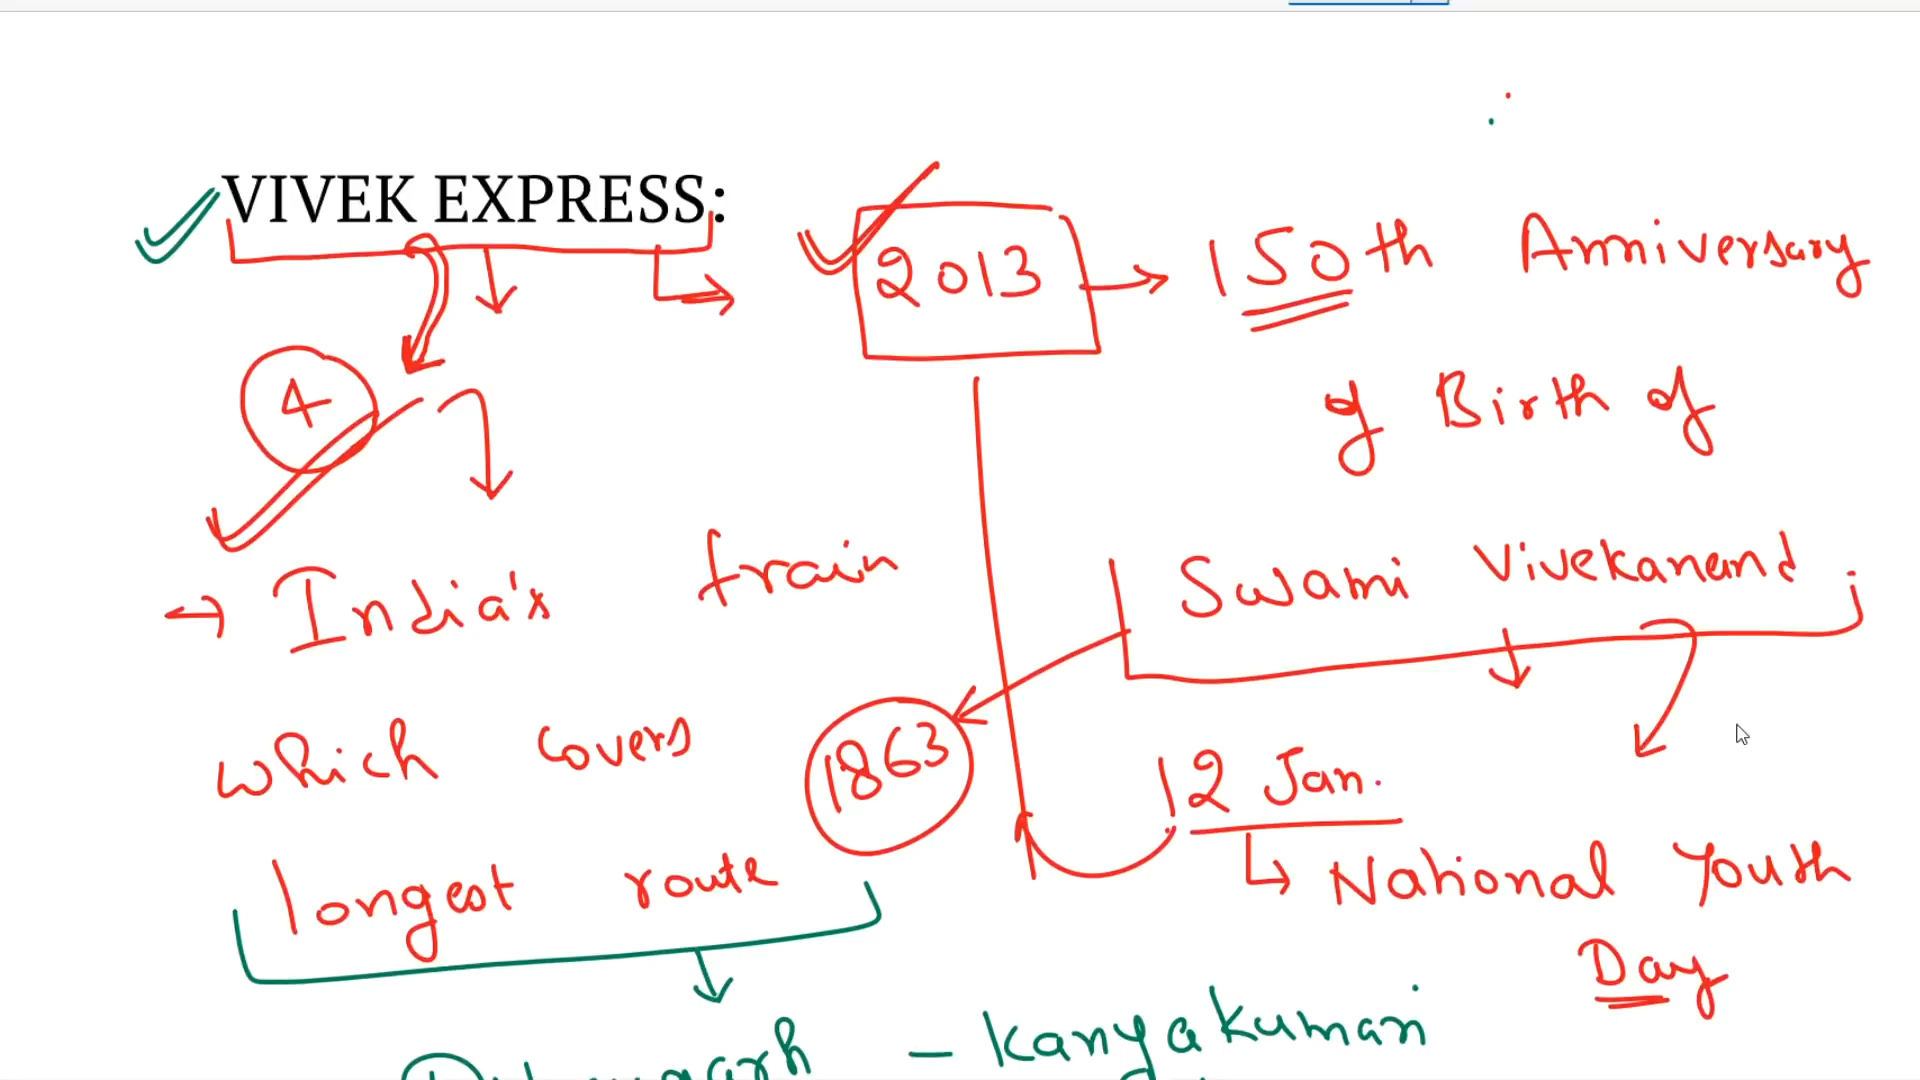 VIVEK EXPRESS:
2013 → 150th Anniversary
of Birth of
Swami Vivekanand
4
→ India's train
which covers
longest route
1863
12 Jan.
↳ National Youth
Day
- Kanyakumari